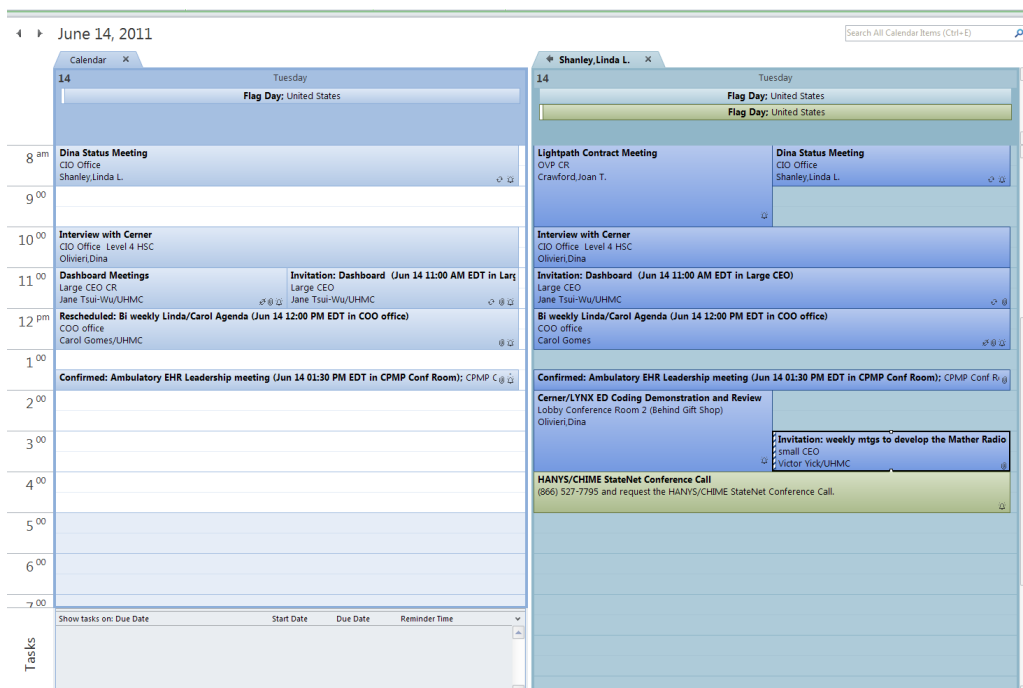 June 14, 2011
Search All Calendar Items (Ctrl+E)
Calendar
14 Tuesday
Flag Day; United States
8 am
9 00
10 00
11 00
12 pm
1 00
2 00
3 00
4 00
5 00
6 00
7 00
Dina Status Meeting
CIO Office
Shanley,Linda L.
Interview with Cerner
CIO Office Level 4 HSC
Olivieri,Dina
Dashboard Meetings
Large CEO CR
Jane Tsui-Wu/UHMC
Invitation: Dashboard (Jun 14 11:00 AM EDT in Larg
Large CEO
Jane Tsui-Wu/UHMC
Rescheduled: Bi weekly Linda/Carol Agenda (Jun 14 12:00 PM EDT in COO office)
COO office
Carol Gomes/UHMC
Confirmed: Ambulatory EHR Leadership meeting (Jun 14 01:30 PM EDT in CPMP Conf Room); CPMP C
Show tasks on: Due Date Start Date Due Date Reminder Time
Tasks
Shanley,Linda L.
14 Tuesday
Flag Day; United States
Flag Day; United States
Lightpath Contract Meeting
OVP CR
Crawford,Joan T.
Dina Status Meeting
CIO Office
Shanley,Linda L.
Interview with Cerner
CIO Office Level 4 HSC
Olivieri,Dina
Invitation: Dashboard (Jun 14 11:00 AM EDT in Large CEO)
Large CEO
Jane Tsui-Wu/UHMC
Bi weekly Linda/Carol Agenda (Jun 14 12:00 PM EDT in COO office)
COO office
Carol Gomes
Confirmed: Ambulatory EHR Leadership meeting (Jun 14 01:30 PM EDT in CPMP Conf Room); CPMP Conf R
Cerner/LYNX ED Coding Demonstration and Review
Lobby Conference Room 2 (Behind Gift Shop)
Olivieri,Dina
Invitation: weekly mtgs to develop the Mather Radio
small CEO
Victor Yick/UHMC
HANYS/CHIME StateNet Conference Call
(866) 527-7795 and request the HANYS/CHIME StateNet Conference Call.